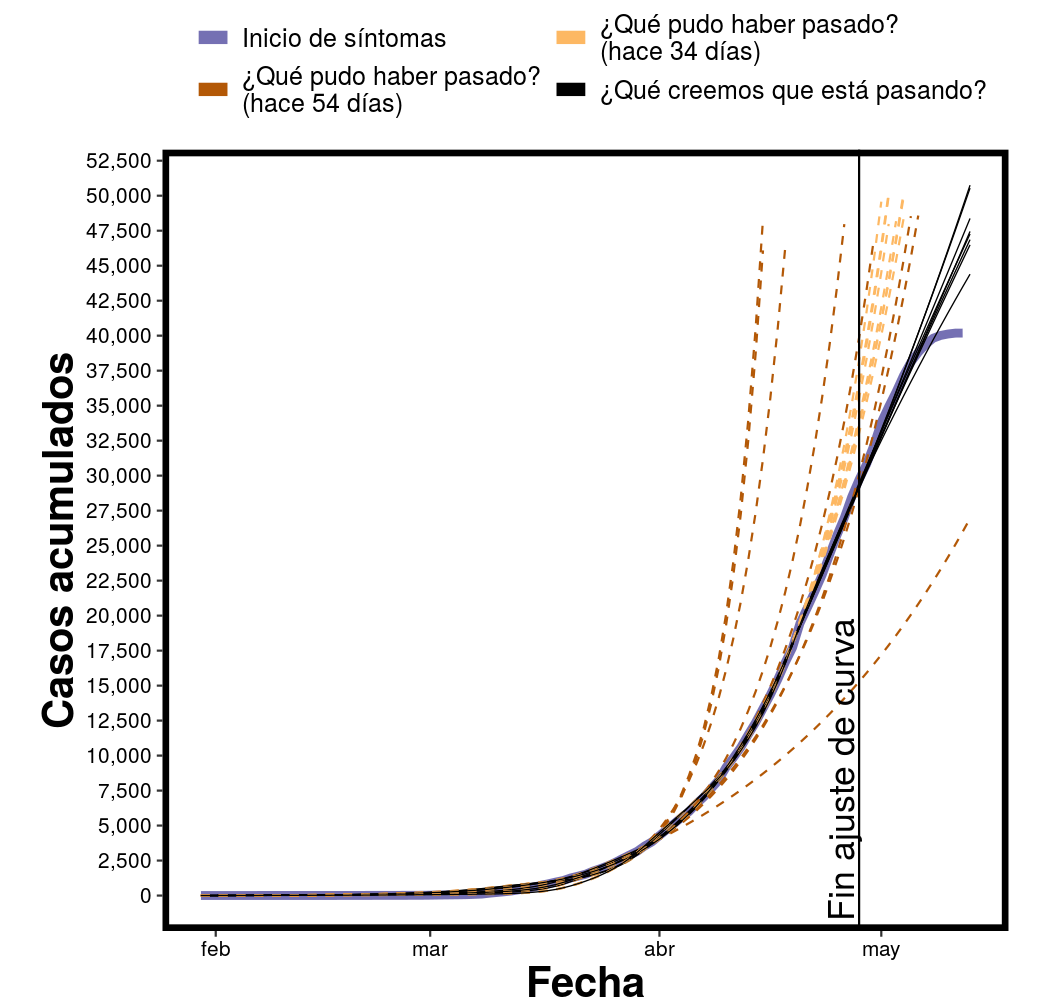 Inicio de síntomas
¿Qué pudo haber pasado?
(hace 54 días)
¿Qué pudo haber pasado?
(hace 34 días)
¿Qué creemos que está pasando?
52,500
50,000
47,500
45,000
42,500
40,000
37,500
35,000
32,500
30,000
27,500
25,000
22,500
20,000
17,500
15,000
12,500
10,000
7,500
5,000
2,500
0
Casos acumulados
Fin ajuste de curva
feb
mar
abr
may
Fecha